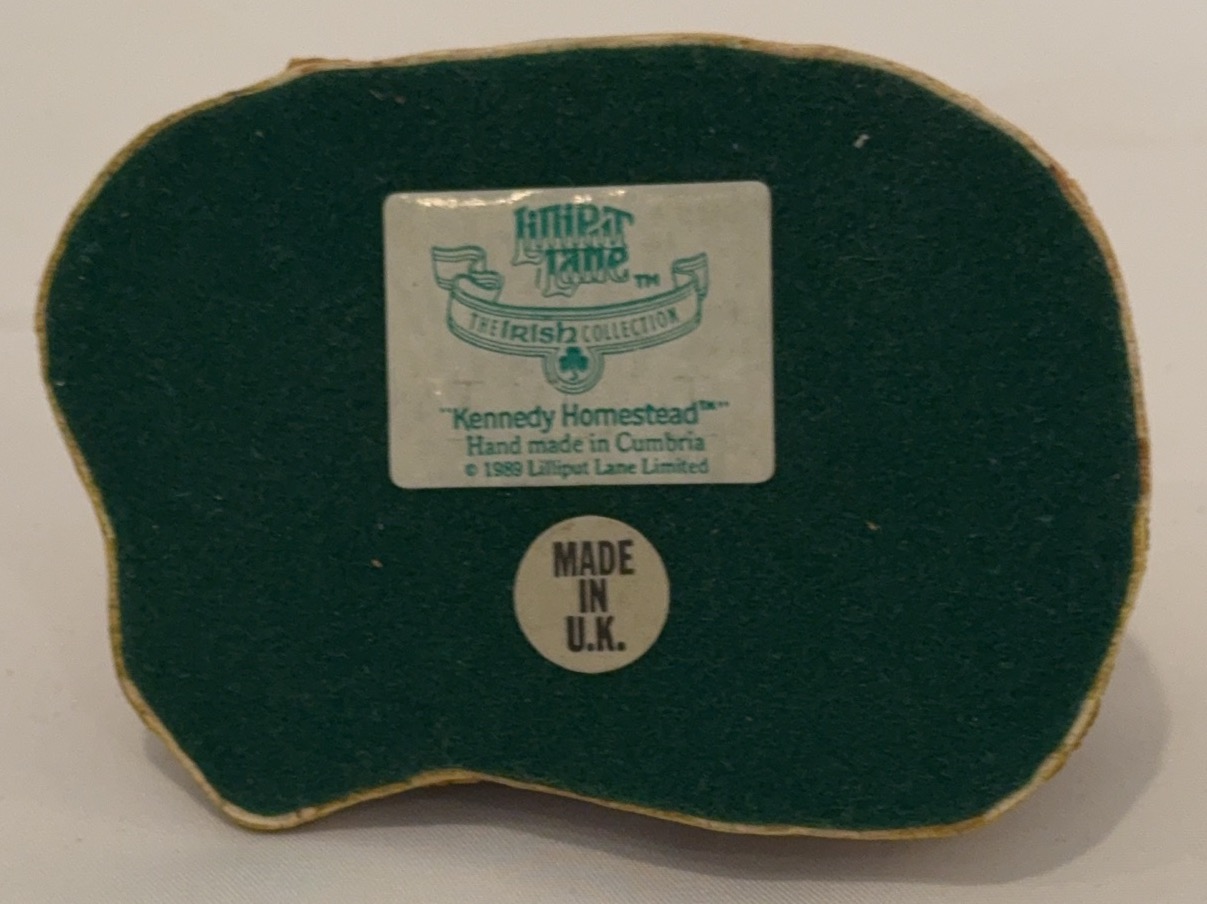 Lilliput
Lane™
THE IRISH COLLECTION
"Kennedy Homestead™"
Hand made in Cumbria
© 1989 Lilliput Lane Limited
MADE
IN
U.K.